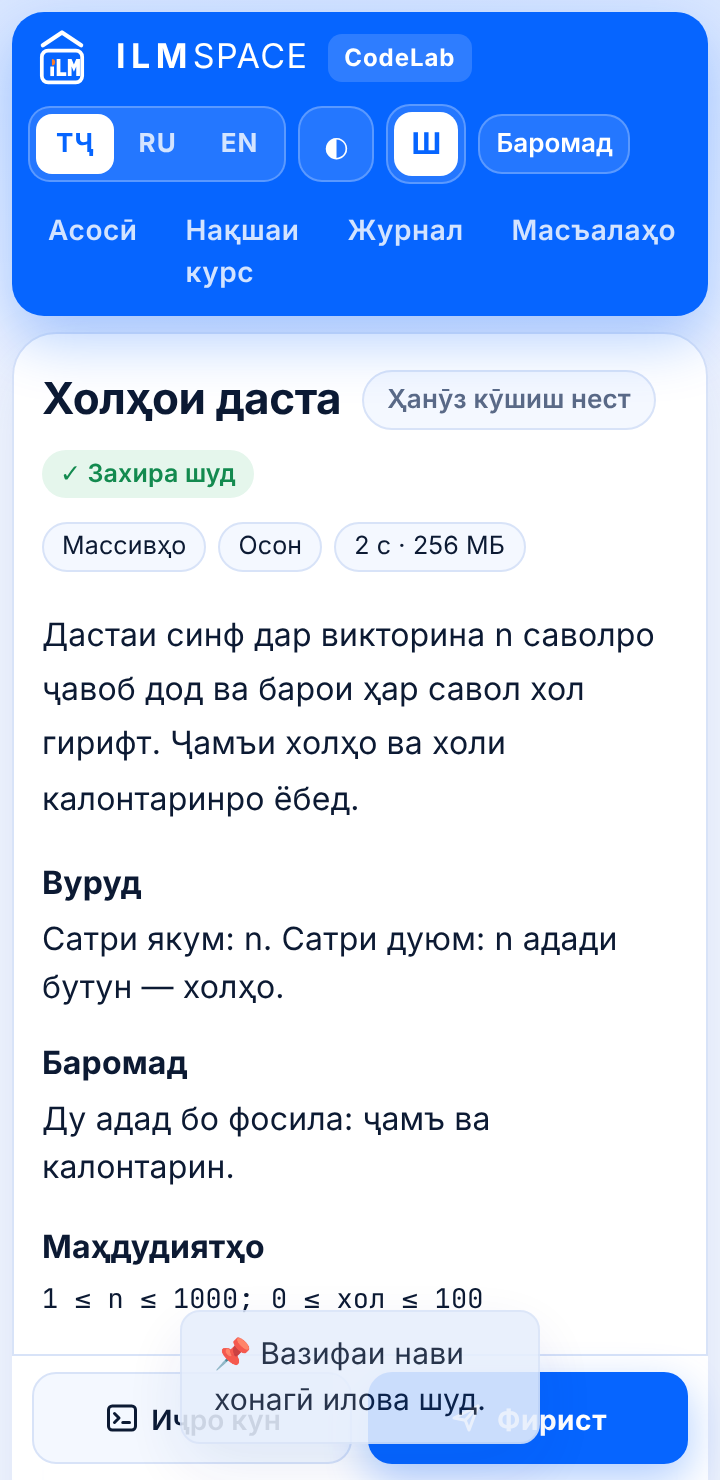 iLM
ILMSPACE CodeLab
ТҶ RU EN Ш Баромад
Асосӣ Нақшаи курс Журнал Масъалаҳо
Холҳои даста Ҳанӯз кӯшиш нест
✓ Захира шуд
Массивҳо Осон 2 с · 256 МБ
Дастаи синф дар викторина n саволро
ҷавоб дод ва барои ҳар савол хол
гирифт. Ҷамъи холҳо ва холи
калонтаринро ёбед.
Вуруд
Сатри якум: n. Сатри дуюм: n адади
бутун — холҳо.
Баромад
Ду адад бо фосила: ҷамъ ва
калонтарин.
Маҳдудиятҳо
1 ≤ n ≤ 1000; 0 ≤ хол ≤ 100
📌 Вазифаи нави
хонагӣ илова шуд.
Иҷро кун Фирист